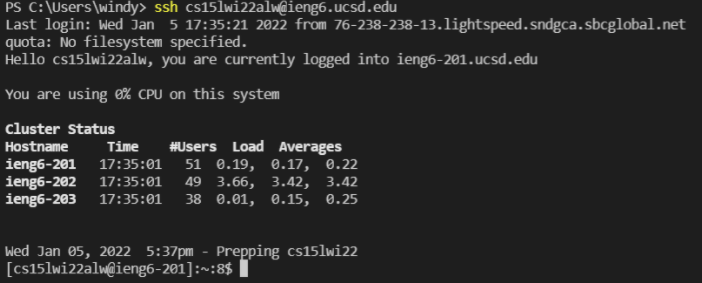 PS C:\Users\windy> ssh cs15lwi22alw@ieng6.ucsd.edu
Last login: Wed Jan  5 17:35:21 2022 from 76-238-238-13.lightspeed.sndgca.sbcglobal.net
quota: No filesystem specified.
Hello cs15lwi22alw, you are currently logged into ieng6-201.ucsd.edu
You are using 0% CPU on this system
Cluster Status
Hostname     Time    #Users  Load  Averages
ieng6-201   17:35:01   51  0.19,  0.17,  0.22
ieng6-202   17:35:01   49  3.66,  3.42,  3.42
ieng6-203   17:35:01   38  0.01,  0.15,  0.25
Wed Jan 05, 2022  5:37pm - Prepping cs15lwi22
[cs15lwi22alw@ieng6-201]:~:8$